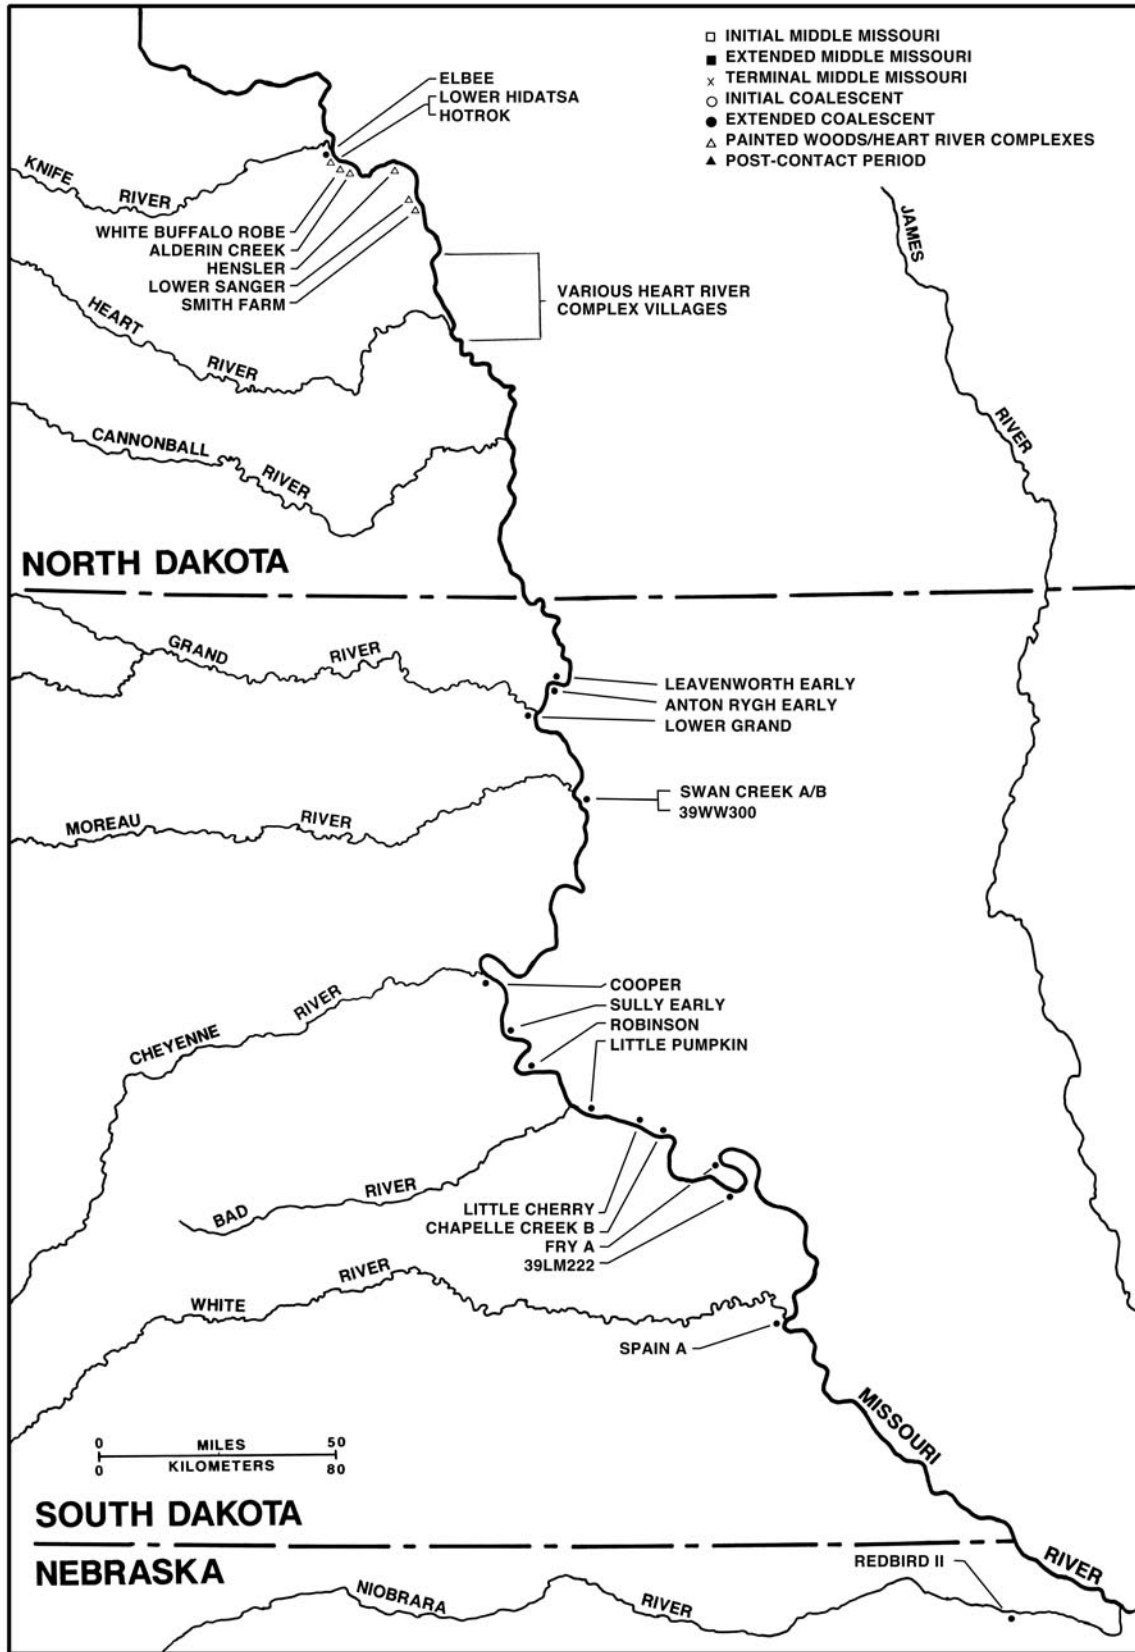 □ INITIAL MIDDLE MISSOURI
■ EXTENDED MIDDLE MISSOURI
x TERMINAL MIDDLE MISSOURI
○ INITIAL COALESCENT
● EXTENDED COALESCENT
△ PAINTED WOODS/HEART RIVER COMPLEXES
▲ POST-CONTACT PERIOD
ELBEE
LOWER HIDATSA
HOTROK
KNIFE RIVER
JAMES RIVER
WHITE BUFFALO ROBE
ALDERIN CREEK
HENSLER
LOWER SANGER
SMITH FARM
VARIOUS HEART RIVER
COMPLEX VILLAGES
HEART RIVER
CANNONBALL RIVER
NORTH DAKOTA
GRAND RIVER
LEAVENWORTH EARLY
ANTON RYGH EARLY
LOWER GRAND
SWAN CREEK A/B
39WW300
MOREAU RIVER
COOPER
SULLY EARLY
ROBINSON
LITTLE PUMPKIN
CHEYENNE RIVER
BAD RIVER
LITTLE CHERRY
CHAPELLE CREEK B
FRY A
39LM222
WHITE RIVER
SPAIN A
MISSOURI RIVER
0 MILES 50
0 KILOMETERS 80
SOUTH DAKOTA
NEBRASKA
REDBIRD II
NIOBRARA RIVER